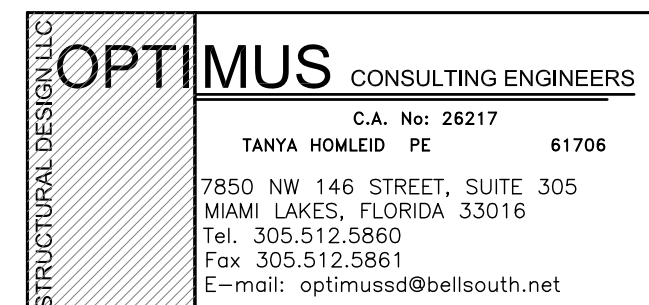 OPTIMUS CONSULTING ENGINEERS
STRUCTURAL DESIGN LLC
C.A. No: 26217
TANYA HOMLEID PE 61706
7850 NW 146 STREET, SUITE 305
MIAMI LAKES, FLORIDA 33016
Tel. 305.512.5860
Fax 305.512.5861
E-mail: optimussd@bellsouth.net